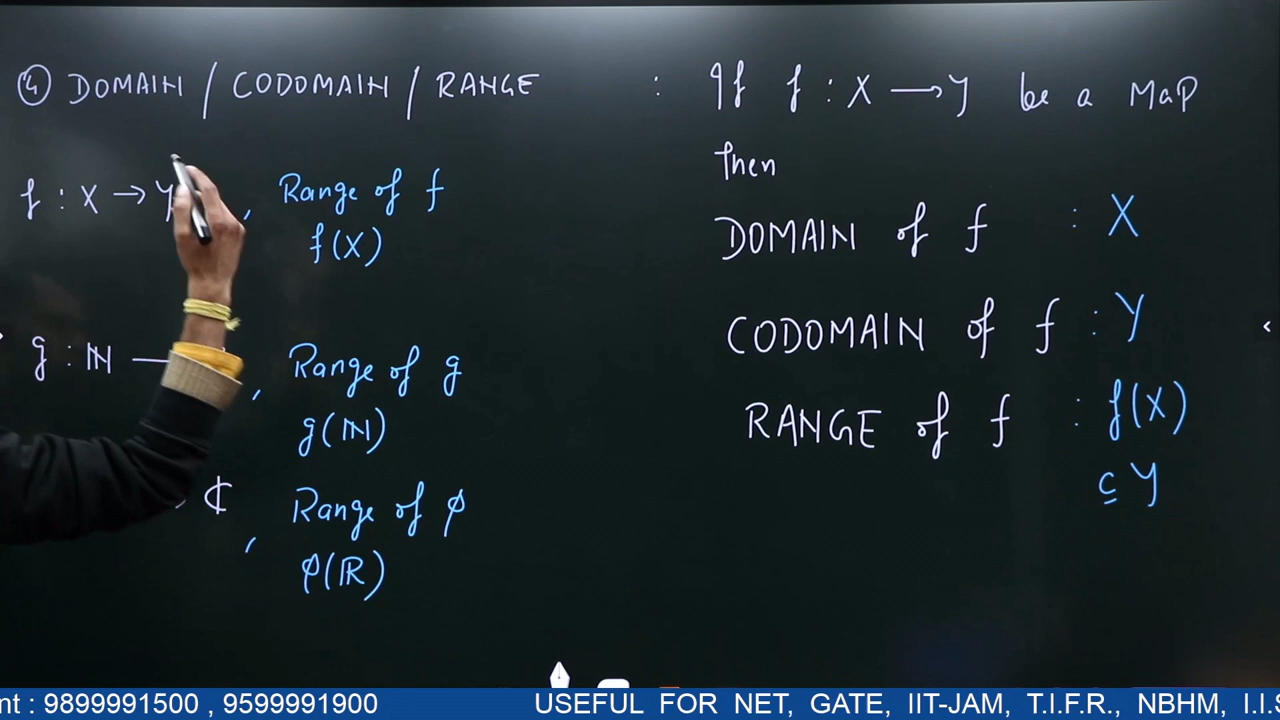 ④ DOMAIN / CODOMAIN / RANGE : If f : X → Y be a MaP
then
f : X → Y , Range of f
f(X)
DOMAIN of f : X
CODOMAIN of f : Y
g : ℕ → , Range of g
g(ℕ)
RANGE of f : f(X)
⊆ Y
, ₵ , Range of φ
φ(ℝ)
nt : 9899991500 , 9599991900 USEFUL FOR NET, GATE, IIT-JAM, T.I.F.R., NBHM, I.I.S